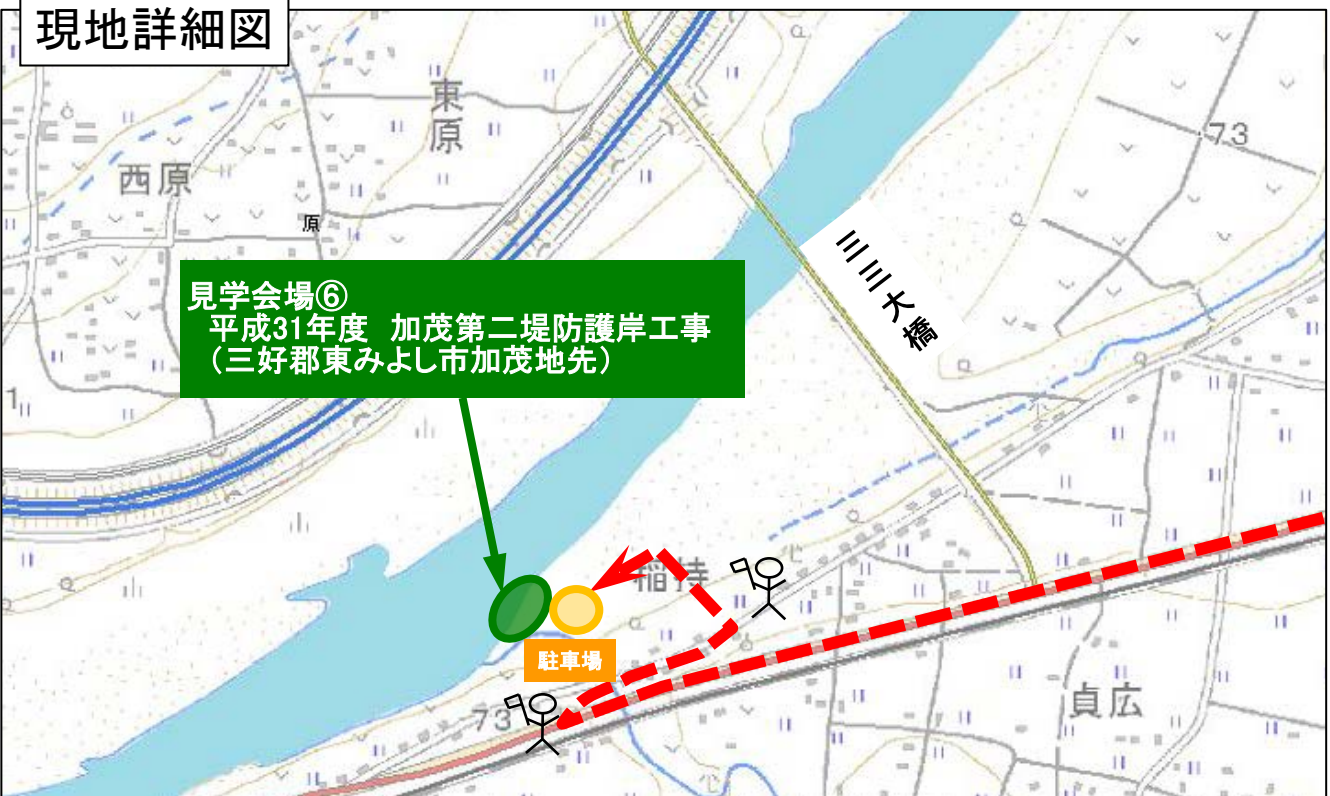 現地詳細図
東原
西原
原
73
三三大橋
見学会場⑥
平成31年度 加茂第二堤防護岸工事
（三好郡東みよし市加茂地先）
1
稲持
駐車場
73
貞広